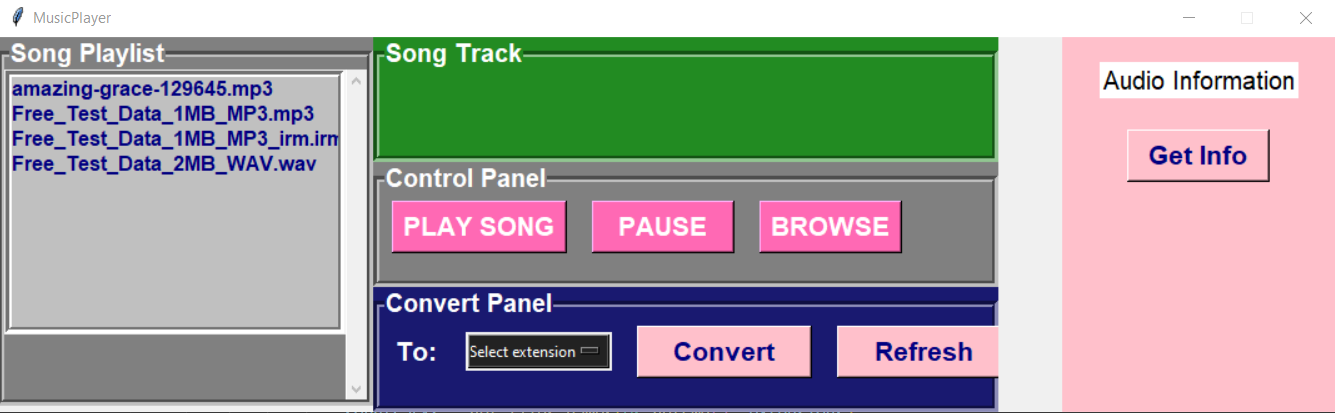 MusicPlayer
Song Playlist
amazing-grace-129645.mp3
Free_Test_Data_1MB_MP3.mp3
Free_Test_Data_1MB_MP3_irm.irm
Free_Test_Data_2MB_WAV.wav
Song Track
Control Panel
PLAY SONG PAUSE BROWSE
Convert Panel
To: Select extension Convert Refresh
Audio Information
Get Info